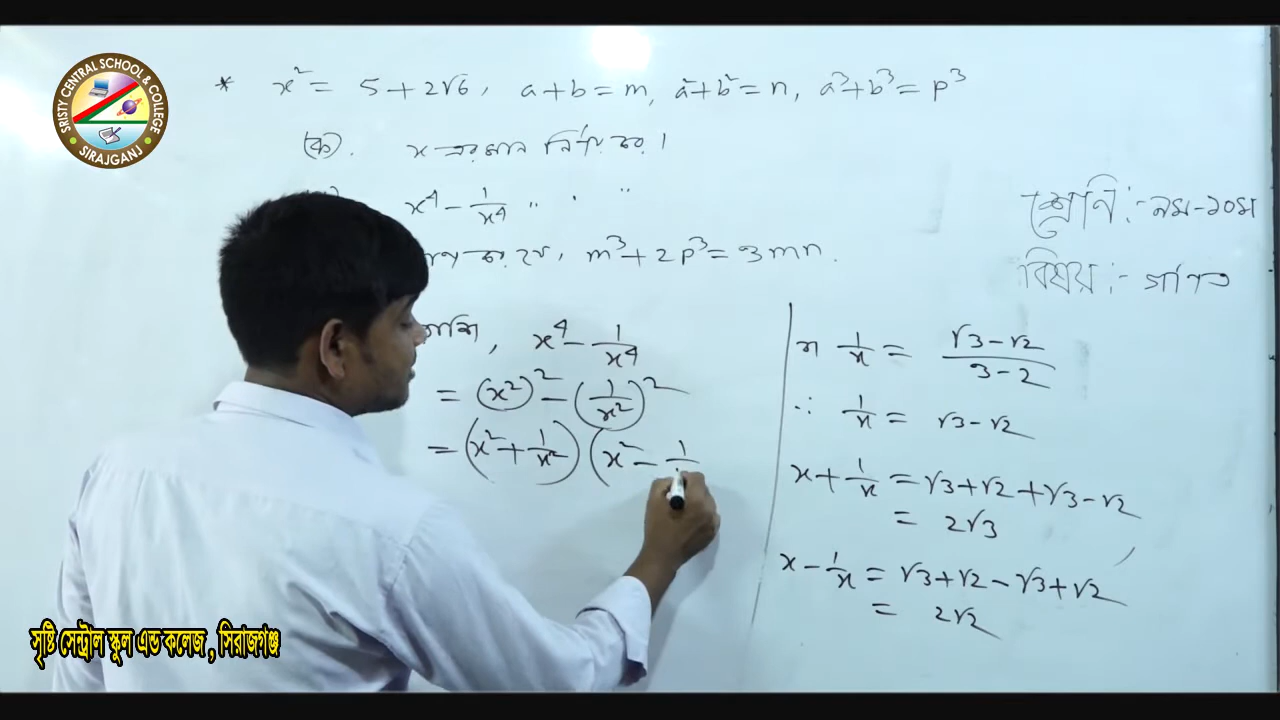 SRISTY CENTRAL SCHOOL & COLLEGE
SIRAJGANJ
* x² = 5+2√6, a+b=m, a²+b²=n, a³+b³=p³
(ক). x এর মান নির্ণয় কর।
x⁴ - 1/x⁴ " · "
কর যে, m³+2p³=3mn.
শ্রেণি:-নবম-১০ম
বিষয়:- গণিত
রাশি, x⁴ - 1/x⁴
= (x²)² - (1/x²)²
= (x² + 1/x²) (x² - 1
বা 1/x = √3-√2 / 3-2
∴ 1/x = √3-√2
x + 1/x = √3+√2+√3-√2
= 2√3
x - 1/x = √3+√2-√3+√2
= 2√2
সৃষ্টি সেন্ট্রাল স্কুল এন্ড কলেজ, সিরাজগঞ্জ